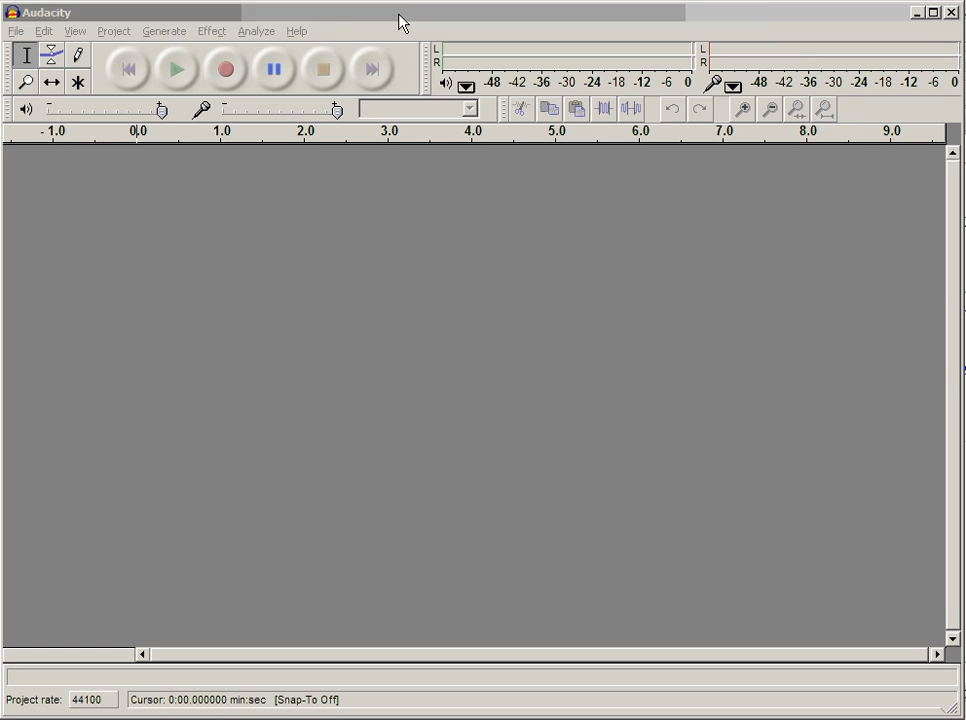 Audacity
File Edit View Project Generate Effect Analyze Help
L
R
-48 -42 -36 -30 -24 -18 -12 -6 0
L
R
-48 -42 -36 -30 -24 -18 -12 -6 0
- 1.0 0.0 1.0 2.0 3.0 4.0 5.0 6.0 7.0 8.0 9.0
Project rate: 44100 Cursor: 0:00.000000 min:sec [Snap-To Off]